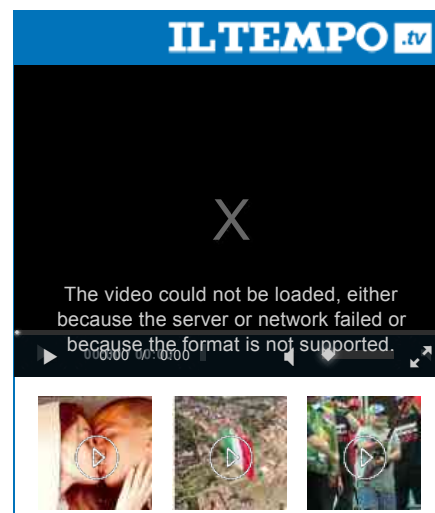 ILTEMPO .tv
X
The video could not be loaded, either
because the server or network failed or
because the format is not supported.
0:00 / 0:00